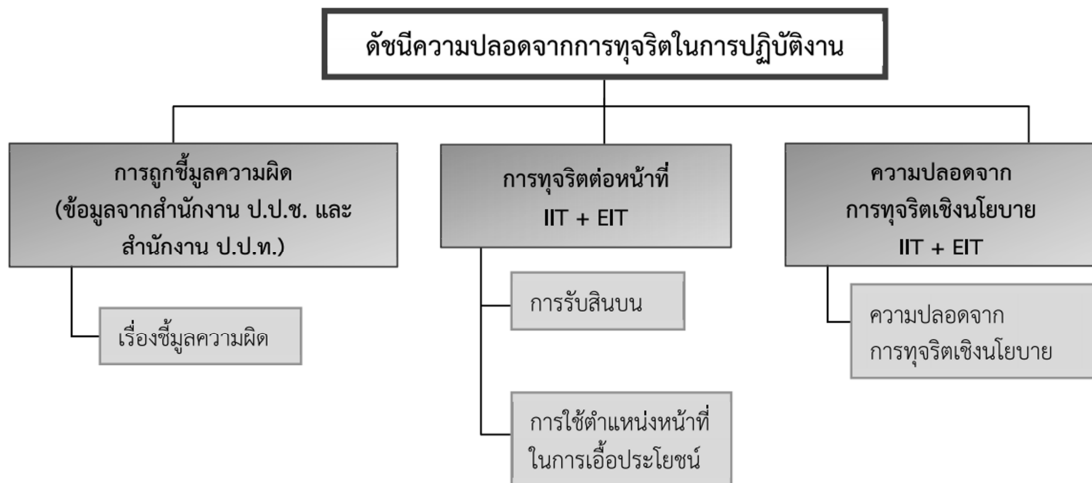 ดัชนีความปลอดจากการทุจริตในการปฏิบัติงาน
การถูกชี้มูลความผิด
(ข้อมูลจากสำนักงาน ป.ป.ช. และ
สำนักงาน ป.ป.ท.)
เรื่องชี้มูลความผิด
การทุจริตต่อหน้าที่
IIT + EIT
การรับสินบน
การใช้ตำแหน่งหน้าที่
ในการเอื้อประโยชน์
ความปลอดจาก
การทุจริตเชิงนโยบาย
IIT + EIT
ความปลอดจาก
การทุจริตเชิงนโยบาย